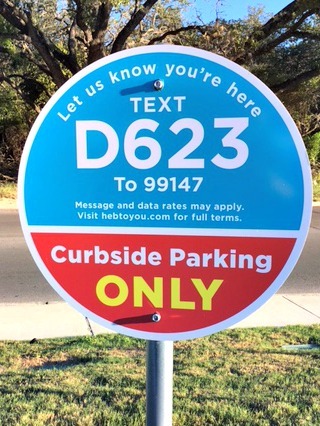 Let us know you're here
TEXT
D623
To 99147
Message and data rates may apply.
Visit hebtoyou.com for full terms.
Curbside Parking
ONLY